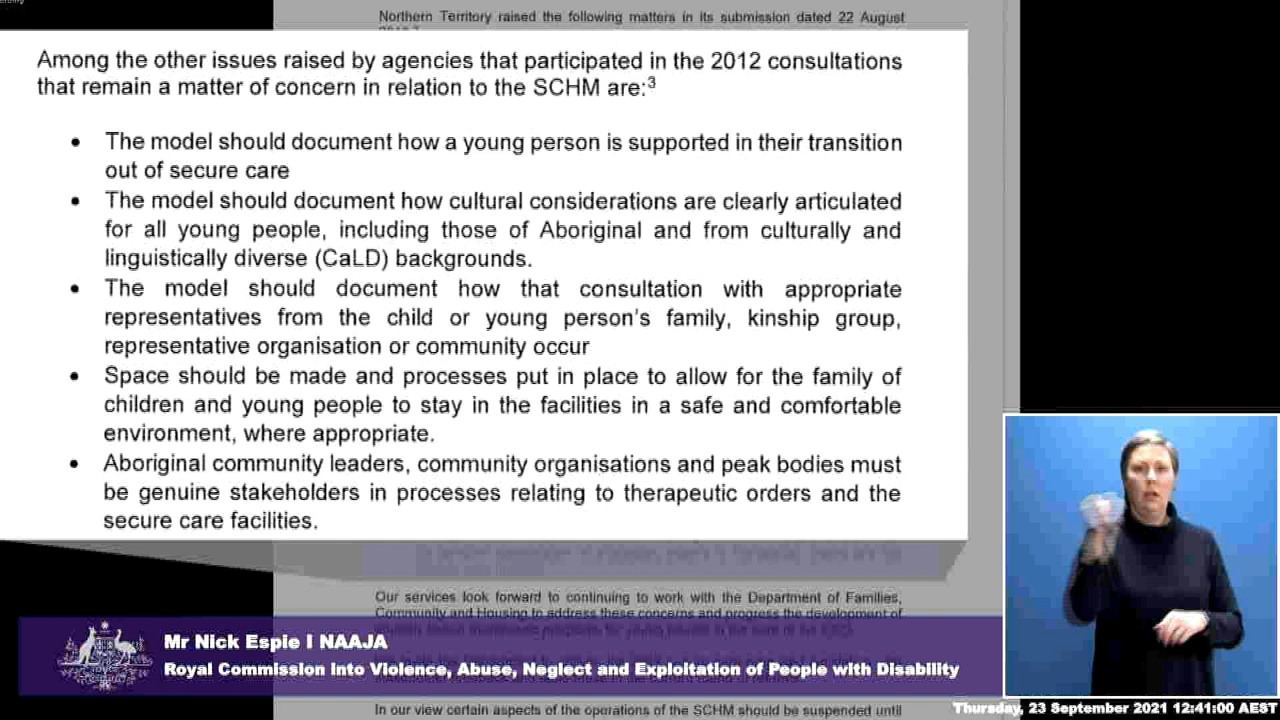 Northern Territory raised the following matters in its submission dated 22 August
Among the other issues raised by agencies that participated in the 2012 consultations
that remain a matter of concern in relation to the SCHM are:³
• The model should document how a young person is supported in their transition
out of secure care
• The model should document how cultural considerations are clearly articulated
for all young people, including those of Aboriginal and from culturally and
linguistically diverse (CaLD) backgrounds.
• The model should document how that consultation with appropriate
representatives from the child or young person's family, kinship group,
representative organisation or community occur
• Space should be made and processes put in place to allow for the family of
children and young people to stay in the facilities in a safe and comfortable
environment, where appropriate.
• Aboriginal community leaders, community organisations and peak bodies must
be genuine stakeholders in processes relating to therapeutic orders and the
secure care facilities.
Our services look forward to continuing to work with the Department of Families,
Community and Housing to address these concerns and progress the development of
Mr Nick Espie I NAAJA
Royal Commission into Violence, Abuse, Neglect and Exploitation of People with Disability
In our view certain aspects of the operations of the SCHM should be suspended until
Thursday, 23 September 2021 12:41:00 AEST